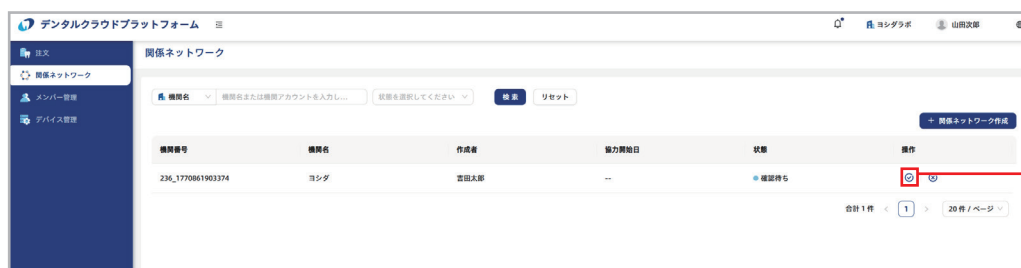 デンタルクラウドプラットフォーム
ヨシダラボ 山田次郎
注文
関係ネットワーク
メンバー管理
デバイス管理
関係ネットワーク
機関名 機関名または機関アカウントを入力し... 状態を選択してください 検索 リセット
+ 関係ネットワーク作成
機関番号 機関名 作成者 協力開始日 状態 操作
236_1770861903374 ヨシダ 吉田太郎 -- 確認待ち
合計 1 件 < 1 > 20 件 / ページ